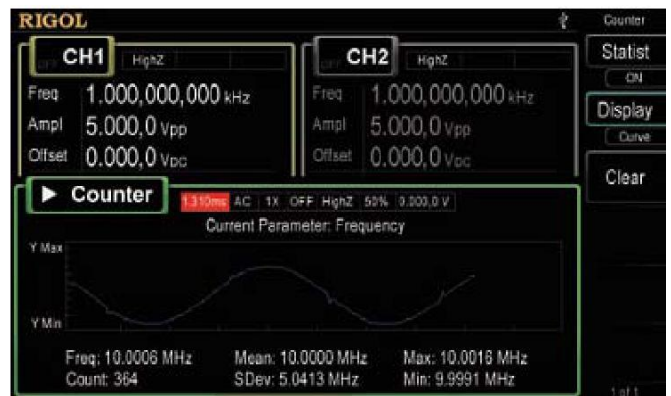 RIGOL
Counter
CH1 HighZ
CH2 HighZ
Statist
ON
Freq 1.000,000,000 kHz
Freq 1.000,000,000 kHz
Display
Curve
Ampl 5.000,0 Vpp
Ampl 5.000,0 Vpp
Offset 0.000,0 VDC
Offset 0.000,0 VDC
Clear
Counter
1.310ms AC 1X OFF HighZ 50% 0.000,0 V
Current Parameter: Frequency
Y Max
Y Min
Freq: 10.0006 MHz Mean: 10.0000 MHz Max: 10.0016 MHz
Count: 364 SDev: 5.0413 MHz Min: 9.9991 MHz
1 of 1